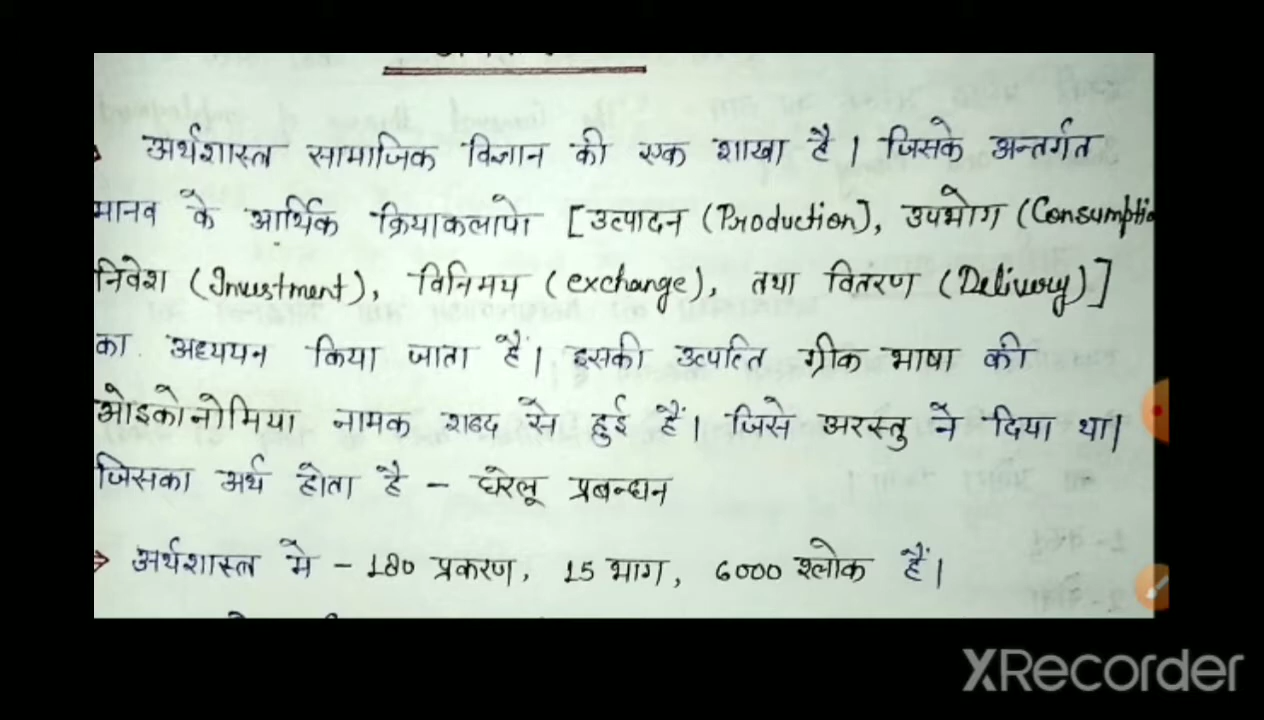 अर्थशास्त्र सामाजिक विज्ञान की एक शाखा है। जिसके अन्तर्गत
मानव के आर्थिक क्रियाकलापो [उत्पादन (Production], उपभोग (Consumptio
निवेश (Investment), विनिमय (exchange), तथा वितरण (Delivery)]
का अध्ययन किया जाता है। इसकी उत्पत्ति ग्रीक भाषा की
ओइकोनोमिया नामक शब्द से हुई हैं। जिसे अरस्तु ने दिया था।
जिसका अर्थ होता है - घरेलू प्रबन्धन
अर्थशास्त्र मे - 180 प्रकरण, 15 भाग, 6000 श्लोक हैं।
XRecorder